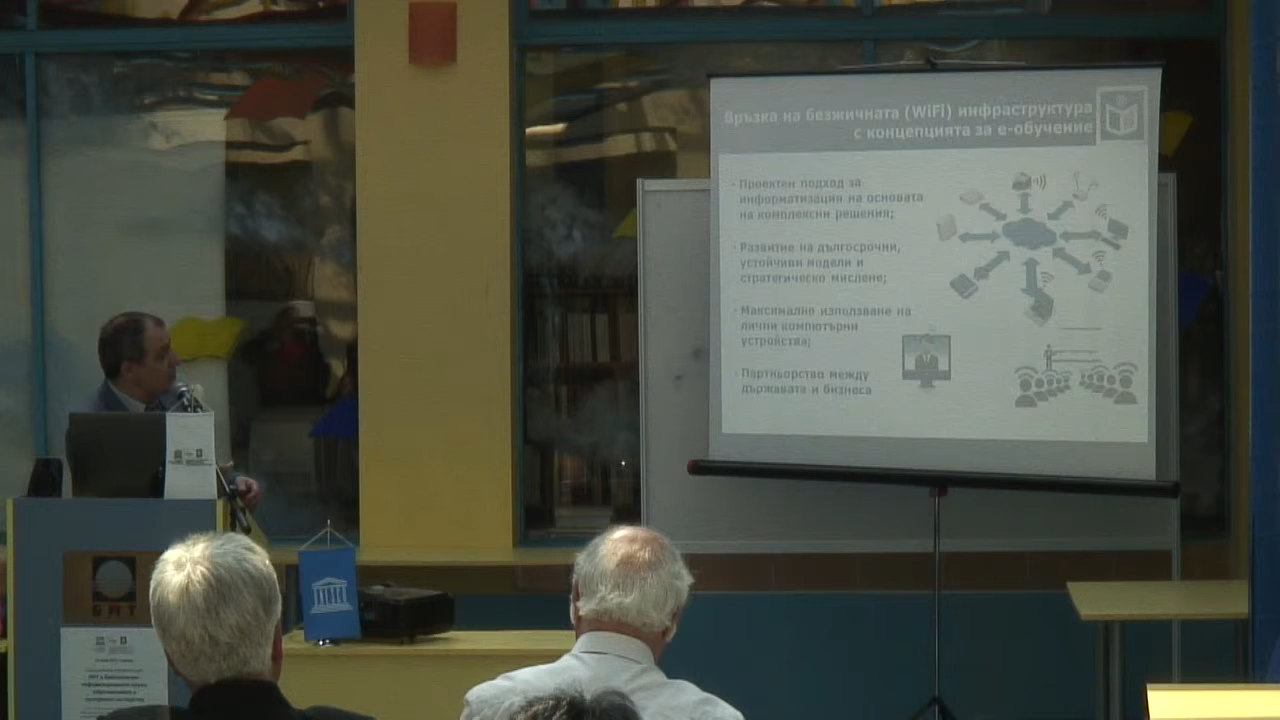 Връзка на безжичната (WiFi) инфраструктура
с концепцията за е-обучение
· Проектен подход за
информатизация на основата
на комплексни решения;
· Развитие на дългосрочни,
устойчиви модели и
стратегическо мислене;
· Максимално използване на
лични компютърни
устройства;
· Партньорство между
държавата и бизнеса